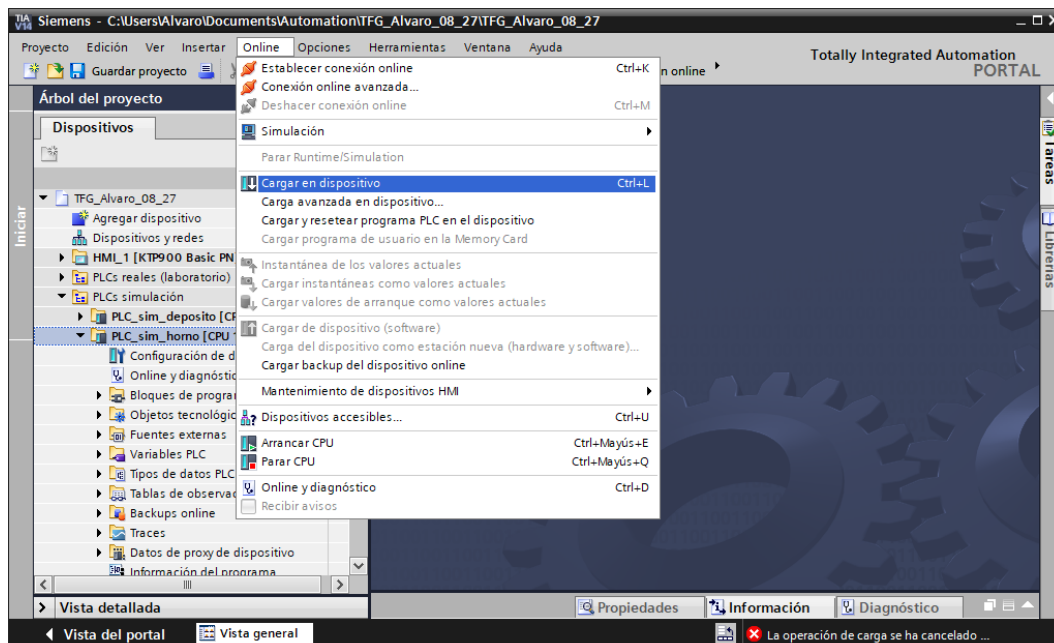 TIA V14 Siemens - C:\Users\Alvaro\Documents\Automation\TFG_Alvaro_08_27\TFG_Alvaro_08_27
Proyecto Edición Ver Insertar Online Opciones Herramientas Ventana Ayuda
Totally Integrated Automation
PORTAL
Guardar proyecto
n online
Árbol del proyecto
Dispositivos
Iniciar
TFG_Alvaro_08_27
Agregar dispositivo
Dispositivos y redes
HMI_1 [KTP900 Basic PN
PLCs reales (laboratorio)
PLCs simulación
PLC_sim_deposito [CP
PLC_sim_horno [CPU 1
Configuración de d
Online y diagnóstic
Bloques de program
Objetos tecnológic
Fuentes externas
Variables PLC
Tipos de datos PLC
Tablas de observac
Backups online
Traces
Datos de proxy de dispositivo
Información del programa
Establecer conexión online Ctrl+K
Conexión online avanzada...
Deshacer conexión online Ctrl+M
Simulación
Parar Runtime/Simulation
Cargar en dispositivo Ctrl+L
Carga avanzada en dispositivo...
Cargar y resetear programa PLC en el dispositivo
Cargar programa de usuario en la Memory Card
Instantánea de los valores actuales
Cargar instantáneas como valores actuales
Cargar valores de arranque como valores actuales
Cargar de dispositivo (software)
Carga del dispositivo como estación nueva (hardware y software)...
Cargar backup del dispositivo online
Mantenimiento de dispositivos HMI
Dispositivos accesibles... Ctrl+U
Arrancar CPU Ctrl+Mayús+E
Parar CPU Ctrl+Mayús+Q
Online y diagnóstico Ctrl+D
Recibir avisos
Tareas
Librerías
Vista detallada
Propiedades Información Diagnóstico
Vista del portal Vista general
La operación de carga se ha cancelado ...